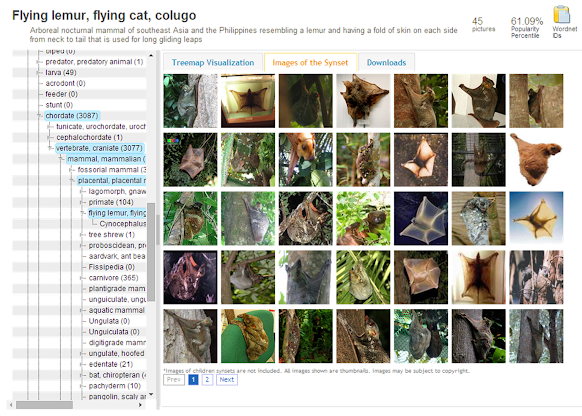 Flying lemur, flying cat, colugo
Arboreal nocturnal mammal of southeast Asia and the Philippines resembling a lemur and having a fold of skin on each side
from neck to tail that is used for long gliding leaps
45
pictures
61.09%
Popularity
Percentile
Wordnet
IDs
biped (0)
predator, predatory animal (1)
larva (49)
acrodont (0)
feeder (0)
stunt (0)
chordate (3087)
tunicate, urochordate, uroch
cephalochordate (1)
vertebrate, craniate (3077)
mammal, mammalian (
fossorial mammal (3
placental, placental r
lagomorph, gnaw
primate (104)
flying lemur, flying
Cynocephalus
tree shrew (1)
proboscidean, pr
aardvark, ant bea
Fissipedia (0)
carnivore (365)
plantigrade mam
unguiculate, ungu
aquatic mammal
Ungulata (0)
Unguiculata (0)
digitigrade mamm
ungulate, hoofed
edentate (21)
bat, chiropteran (
pachyderm (10)
pangolin, scaly a
Treemap Visualization
Images of the Synset
Downloads
*Images of children synsets are not included. All images shown are thumbnails. Images may be subject to copyright.
Prev 1 2 Next